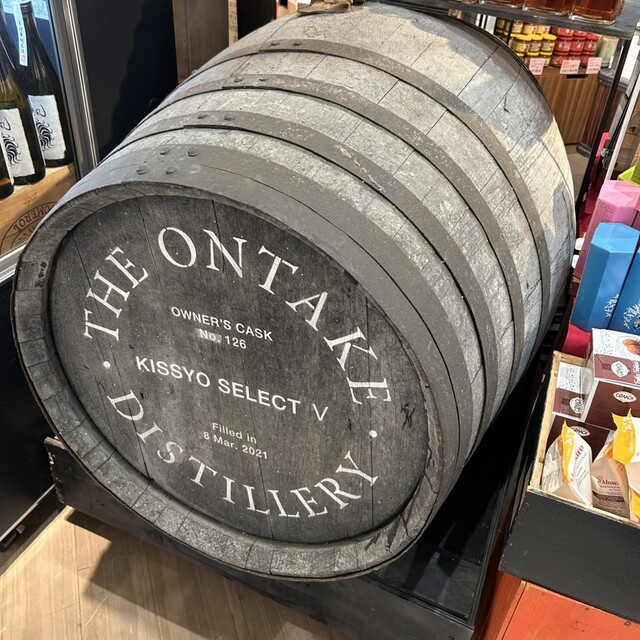 THE ONTAKE
OWNER'S CASK
No. 126
KISSYO SELECT V
Filled in
8 Mar. 2021
DISTILLERY